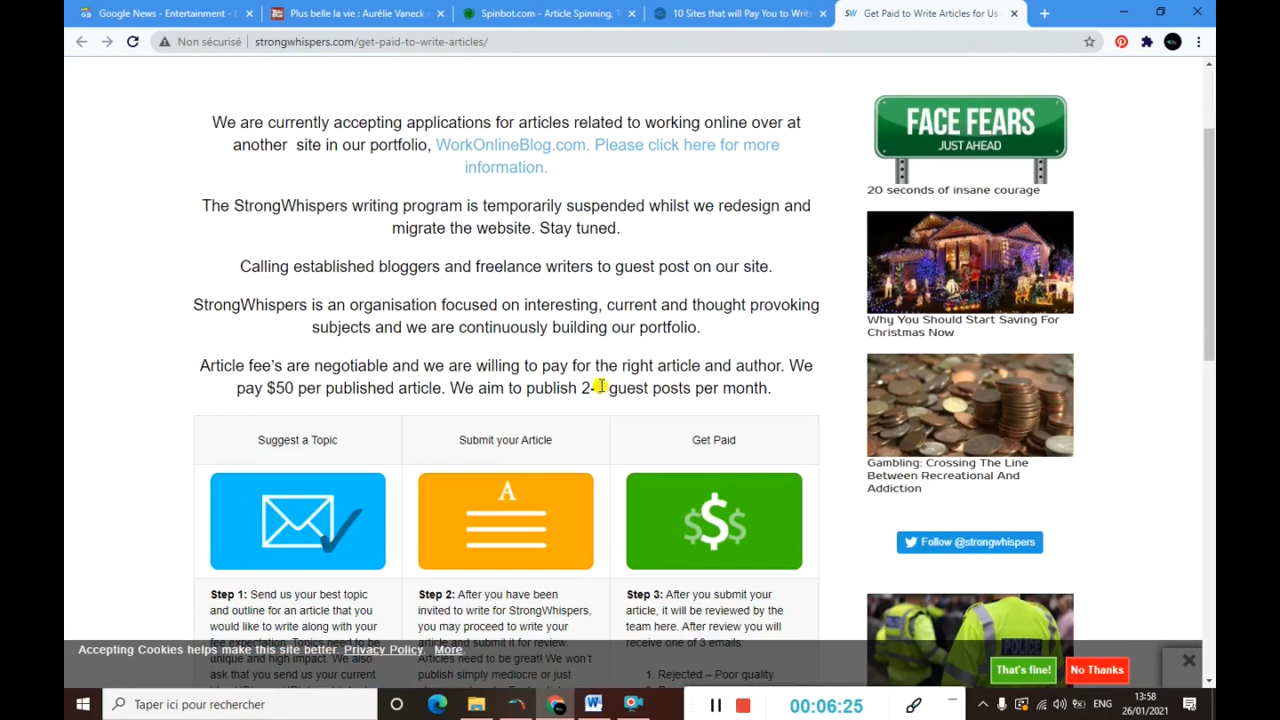 Google News - Entertainment - L
Plus belle la vie : Aurélie Vaneck a
Spinbot.com - Article Spinning, T
10 Sites that will Pay You to Write
Get Paid to Write Articles for Us
Non sécurisé
strongwhispers.com/get-paid-to-write-articles/
We are currently accepting applications for articles related to working online over at
another site in our portfolio, WorkOnlineBlog.com. Please click here for more
information.
The StrongWhispers writing program is temporarily suspended whilst we redesign and
migrate the website. Stay tuned.
Calling established bloggers and freelance writers to guest post on our site.
StrongWhispers is an organisation focused on interesting, current and thought provoking
subjects and we are continuously building our portfolio.
Article fee's are negotiable and we are willing to pay for the right article and author. We
pay $50 per published article. We aim to publish 2- guest posts per month.
Suggest a Topic
Submit your Article
Get Paid
A
$$$
Step 1: Send us your best topic
and outline for an article that you
would like to write along with your
fee expectation. Topics need to be
unique and high impact. We also
ask that you send us your current
Step 2: After you have been
invited to write for StrongWhispers,
you may proceed to write your
article and submit it for review.
Articles need to be great! We won't
publish simply mediocre or just
Step 3: After you submit your
article, it will be reviewed by the
team here. After review you will
receive one of 3 emails.
1. Rejected – Poor quality.
FACE FEARS
JUST AHEAD
20 seconds of insane courage
Why You Should Start Saving For
Christmas Now
Gambling: Crossing The Line
Between Recreational And
Addiction
Follow @strongwhispers
POLICE
Accepting Cookies helps make this site better. Privacy Policy. More.
That's fine!
No Thanks
Taper ici pour rechercher
00:06:25
ENG
13:58
26/01/2021